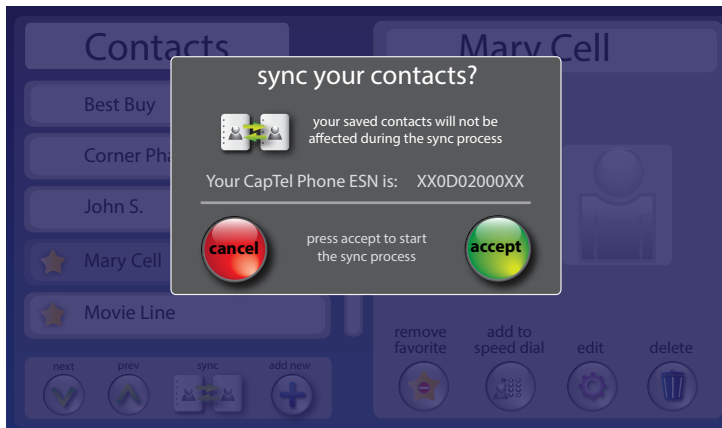 Contacts
Mary Cell
sync your contacts?
your saved contacts will not be
affected during the sync process
Your CapTel Phone ESN is: XX0D02000XX
cancel
press accept to start
the sync process
accept
Best Buy
Corner Pha
John S.
Mary Cell
Movie Line
next
prev
sync
add new
remove
favorite
add to
speed dial
edit
delete